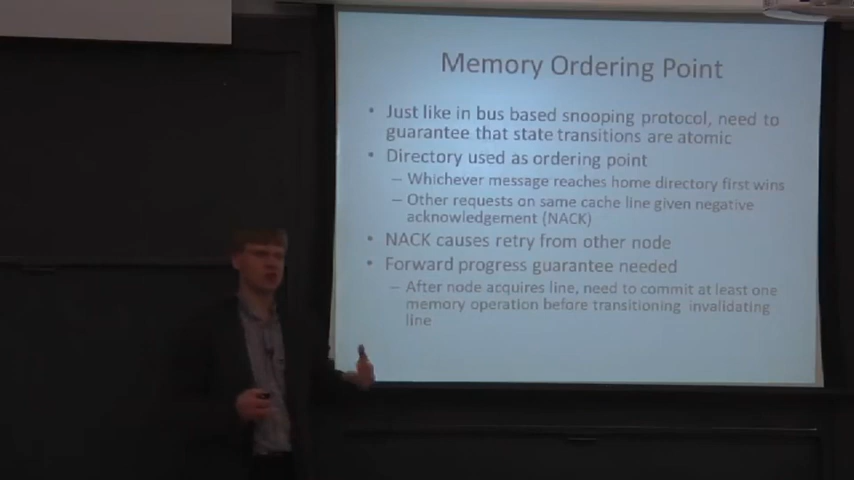 Memory Ordering Point
• Just like in bus based snooping protocol, need to
guarantee that state transitions are atomic
• Directory used as ordering point
– Whichever message reaches home directory first wins
– Other requests on same cache line given negative
acknowledgement (NACK)
• NACK causes retry from other node
• Forward progress guarantee needed
– After node acquires line, need to commit at least one
memory operation before transitioning invalidating
line